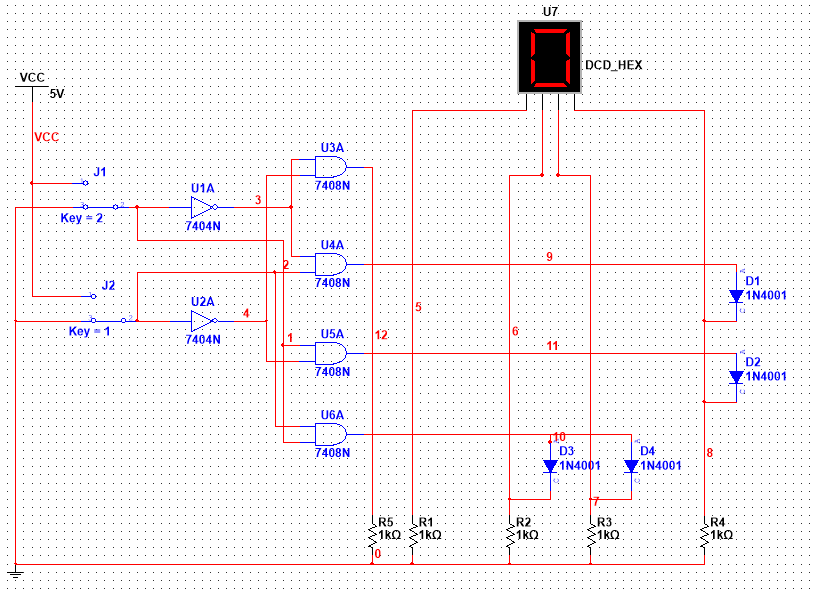 U7
DCD_HEX
VCC
5V
VCC
J1
Key = 2
U1A
7404N
3
U3A
7408N
U4A
7408N
9
D1
1N4001
2
J2
Key = 1
U2A
7404N
4
5
6
12
1
U5A
7408N
11
D2
1N4001
U6A
7408N
10
D3
1N4001
D4
1N4001
8
7
R5
1kΩ
R1
1kΩ
R2
1kΩ
R3
1kΩ
R4
1kΩ
0